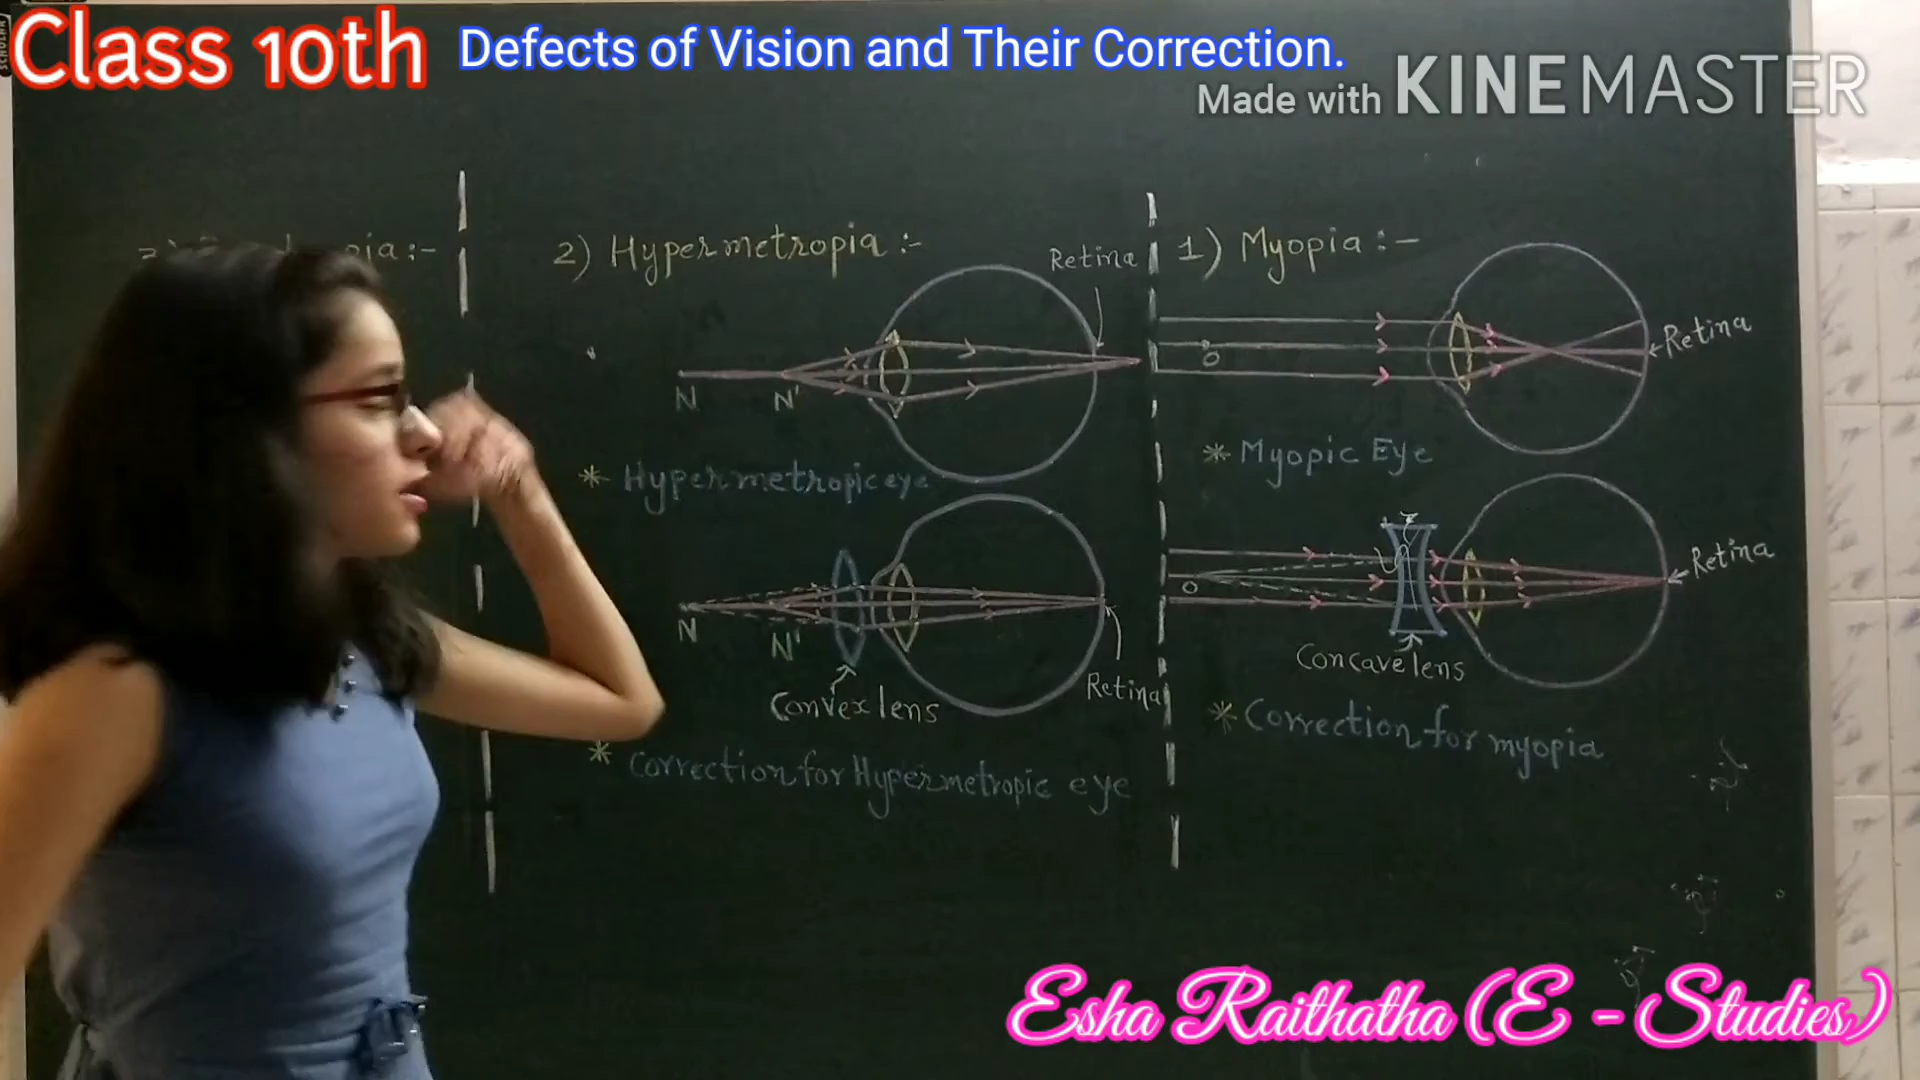 Class 10th
Defects of Vision and Their Correction.
Made with KINEMASTER
2) Hypermetropia :-
Retina
N
N'
* Hypermetropic eye
N
N'
Convex lens
Retina
* Correction for Hypermetropic eye
1) Myopia :-
O
Retina
* Myopic Eye
O
Retina
Concave lens
* Correction for myopia
Esha Raithatha (E - Studies)